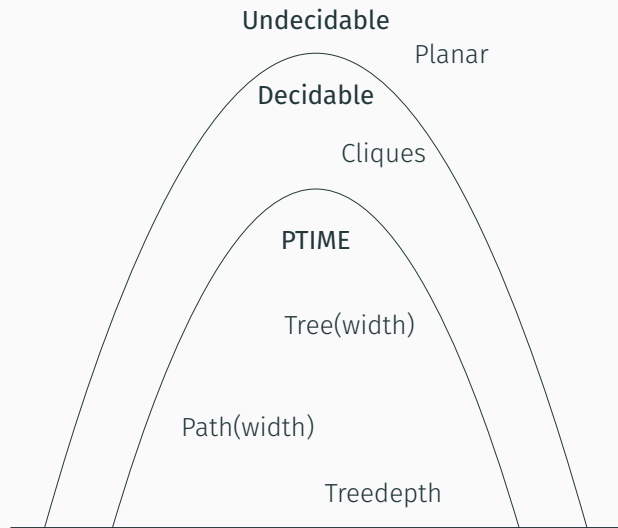 Undecidable
Planar
Decidable
Cliques
PTIME
Tree(width)
Path(width)
Treedepth